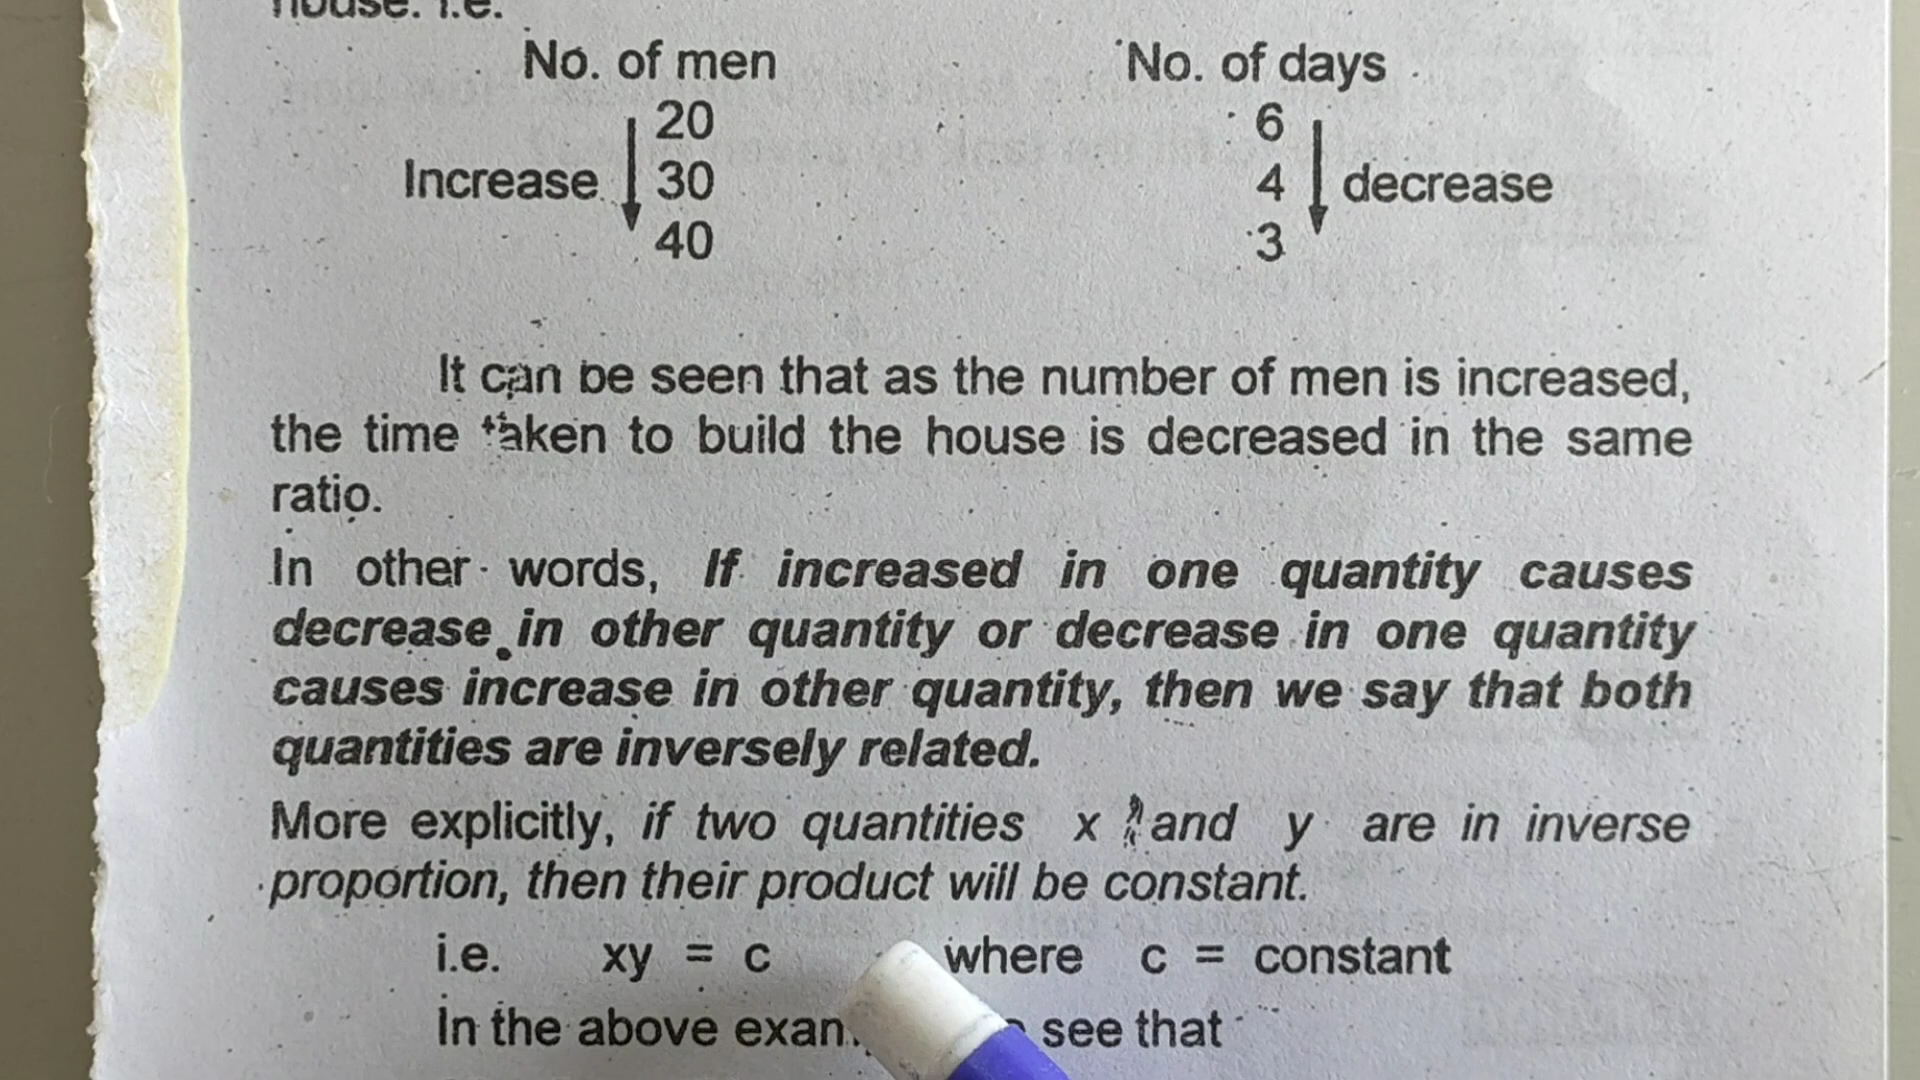 house. i.e.
No. of men No. of days
20 6
Increase 30 4 decrease
40 3
It can be seen that as the number of men is increased,
the time taken to build the house is decreased in the same
ratio.
In other words, If increased in one quantity causes
decrease in other quantity or decrease in one quantity
causes increase in other quantity, then we say that both
quantities are inversely related.
More explicitly, if two quantities x and y are in inverse
proportion, then their product will be constant.
i.e. xy = c where c = constant
In the above see that